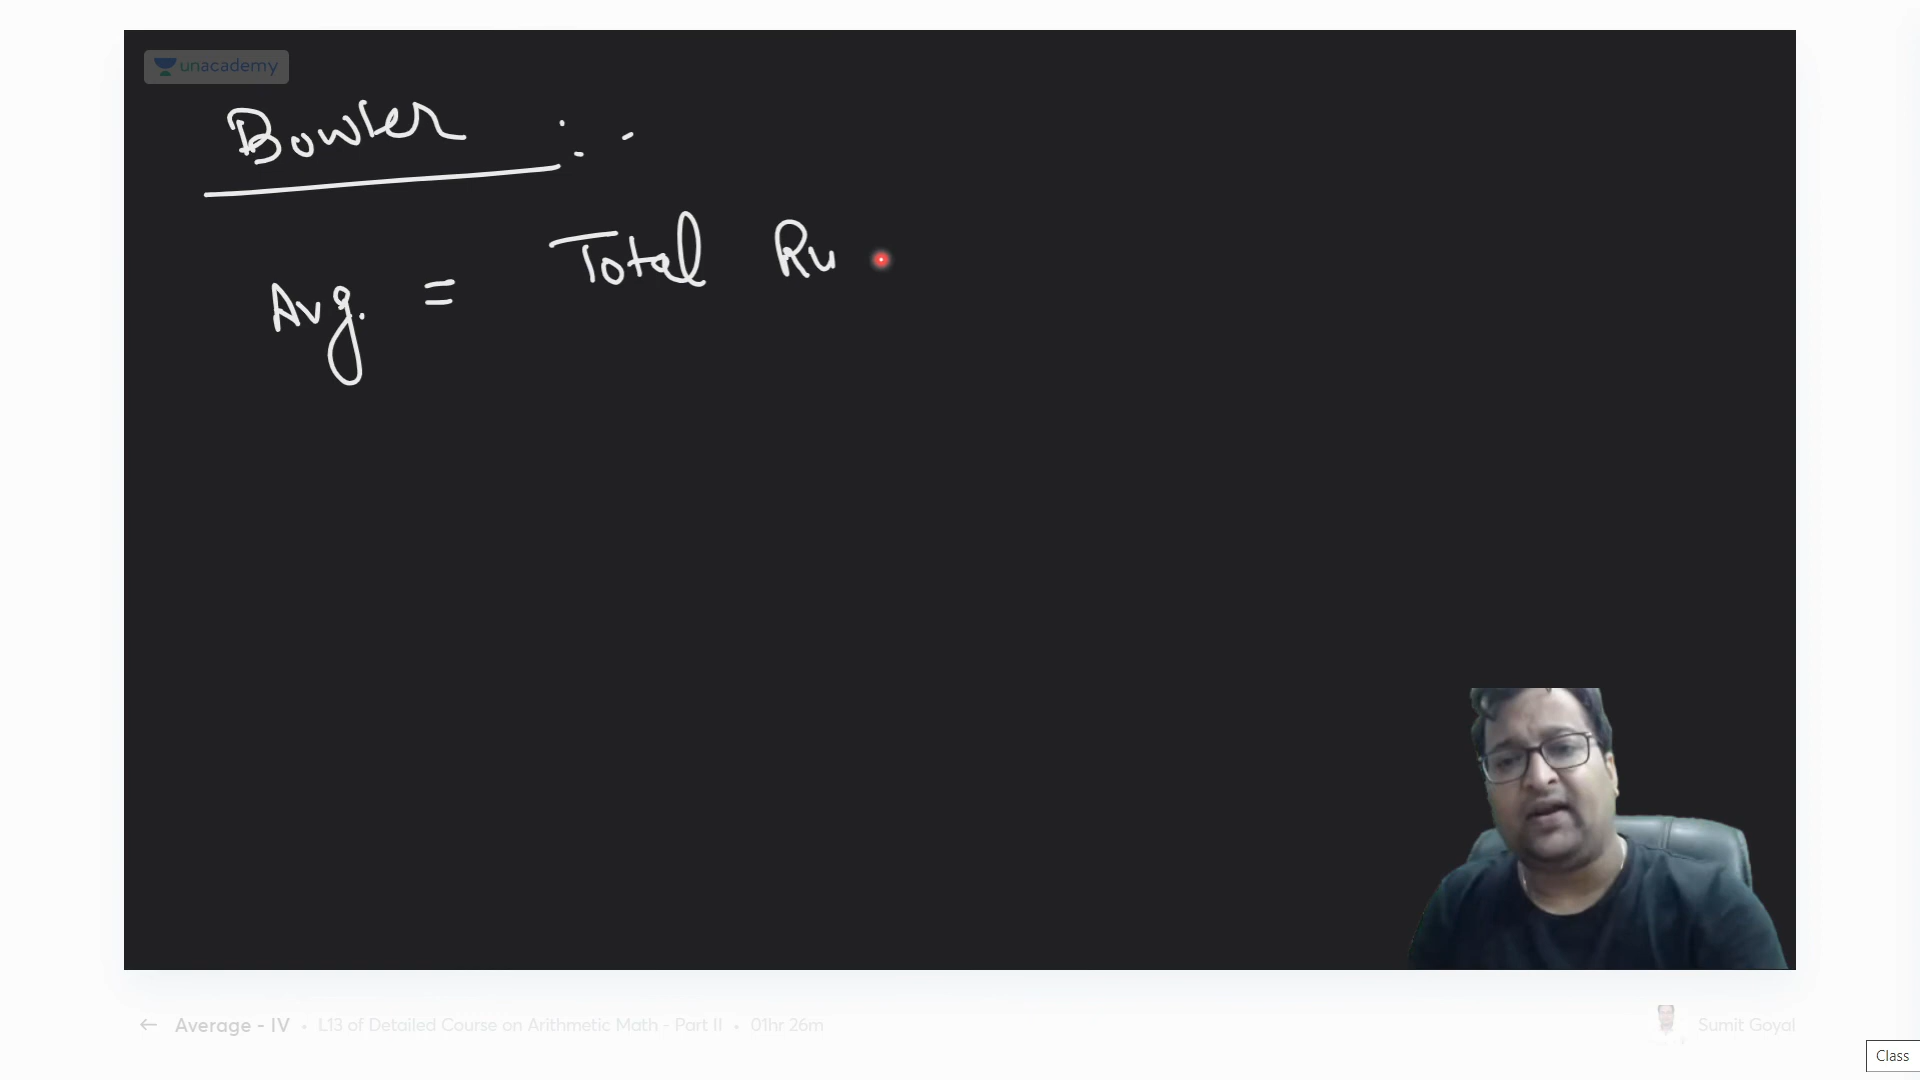 unacademy
Bowler :-
Avg. = Total Ru
Average - IV • L13 of Detailed Course on Arithmetic Math - Part II • 01hr 26m
Sumit Goyal
Class